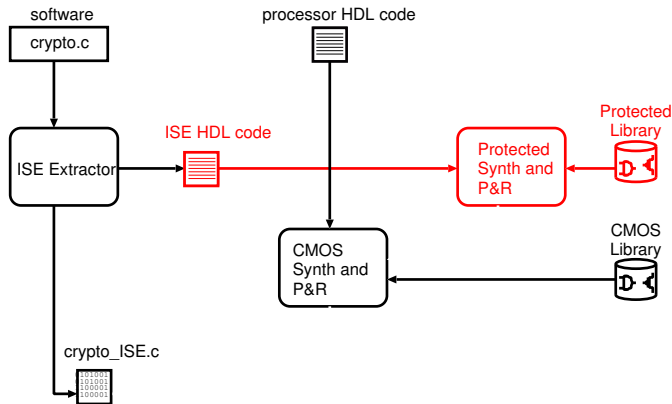 software
crypto.c
processor HDL code
ISE Extractor
ISE HDL code
Protected
Synth and
P&R
Protected
Library
CMOS
Synth and
P&R
CMOS
Library
crypto_ISE.c
101001
101001
100001
100001